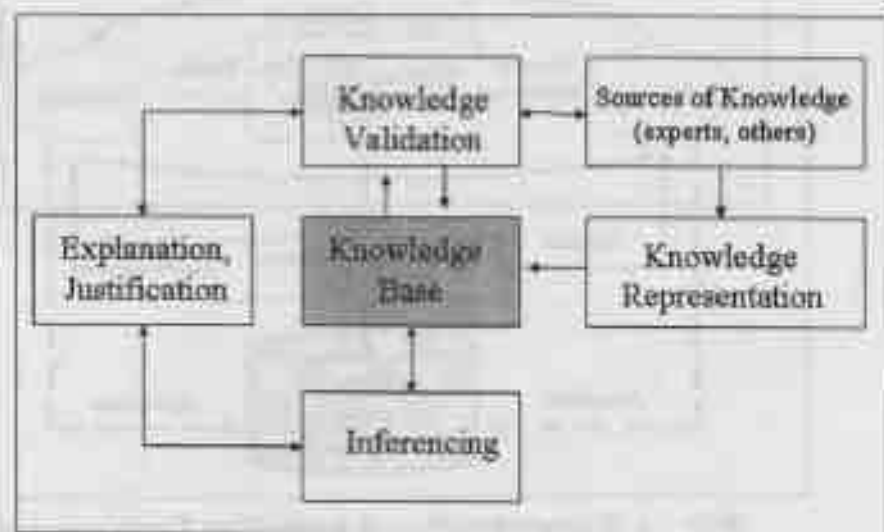 Knowledge
Validation
Sources of Knowledge
(experts, others)
Explanation,
Justification
Knowledge
Base
Knowledge
Representation
Inferencing